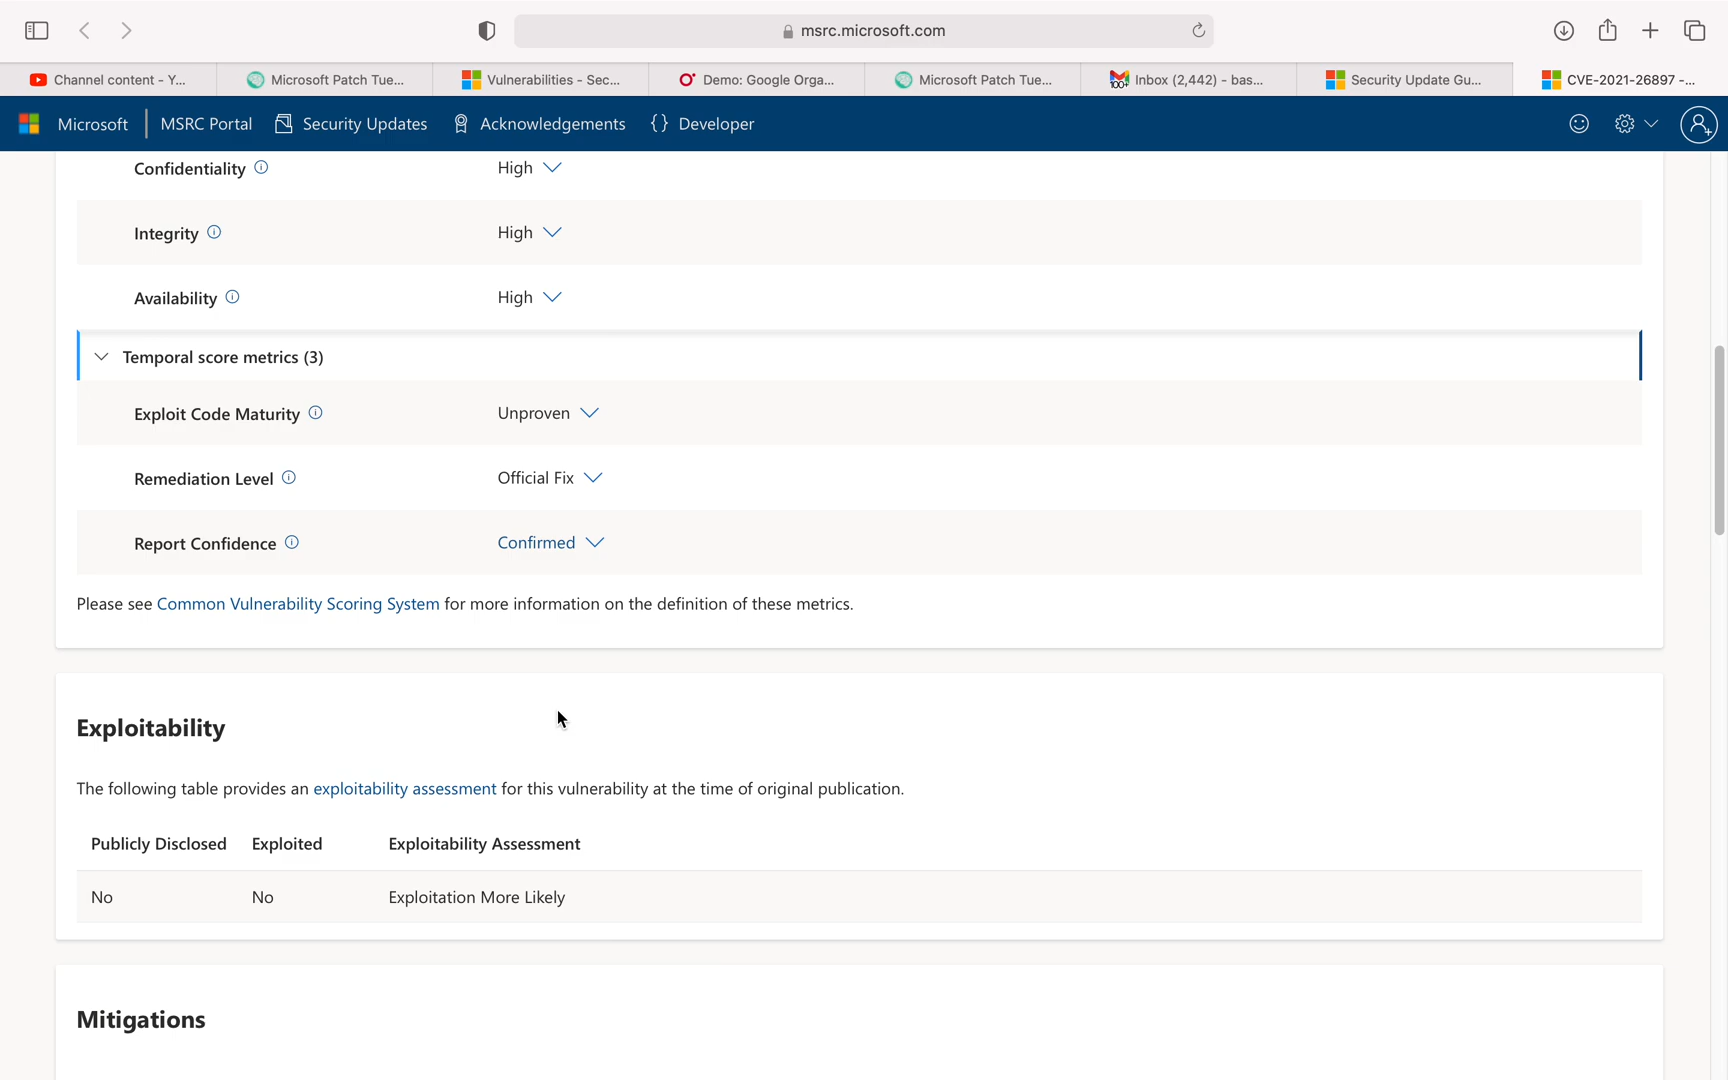 msrc.microsoft.com
Channel content - Y...
Microsoft Patch Tue...
Vulnerabilities - Sec...
Demo: Google Orga...
Microsoft Patch Tue...
100+
Inbox (2,442) - bas...
Security Update Gu...
CVE-2021-26897 -...
Microsoft
MSRC Portal
Security Updates
Acknowledgements
{} Developer
Confidentiality
High
Integrity
High
Availability
High
Temporal score metrics (3)
Exploit Code Maturity
Unproven
Remediation Level
Official Fix
Report Confidence
Confirmed
Please see Common Vulnerability Scoring System for more information on the definition of these metrics.
Exploitability
The following table provides an exploitability assessment for this vulnerability at the time of original publication.
Publicly Disclosed Exploited Exploitability Assessment
No No Exploitation More Likely
Mitigations